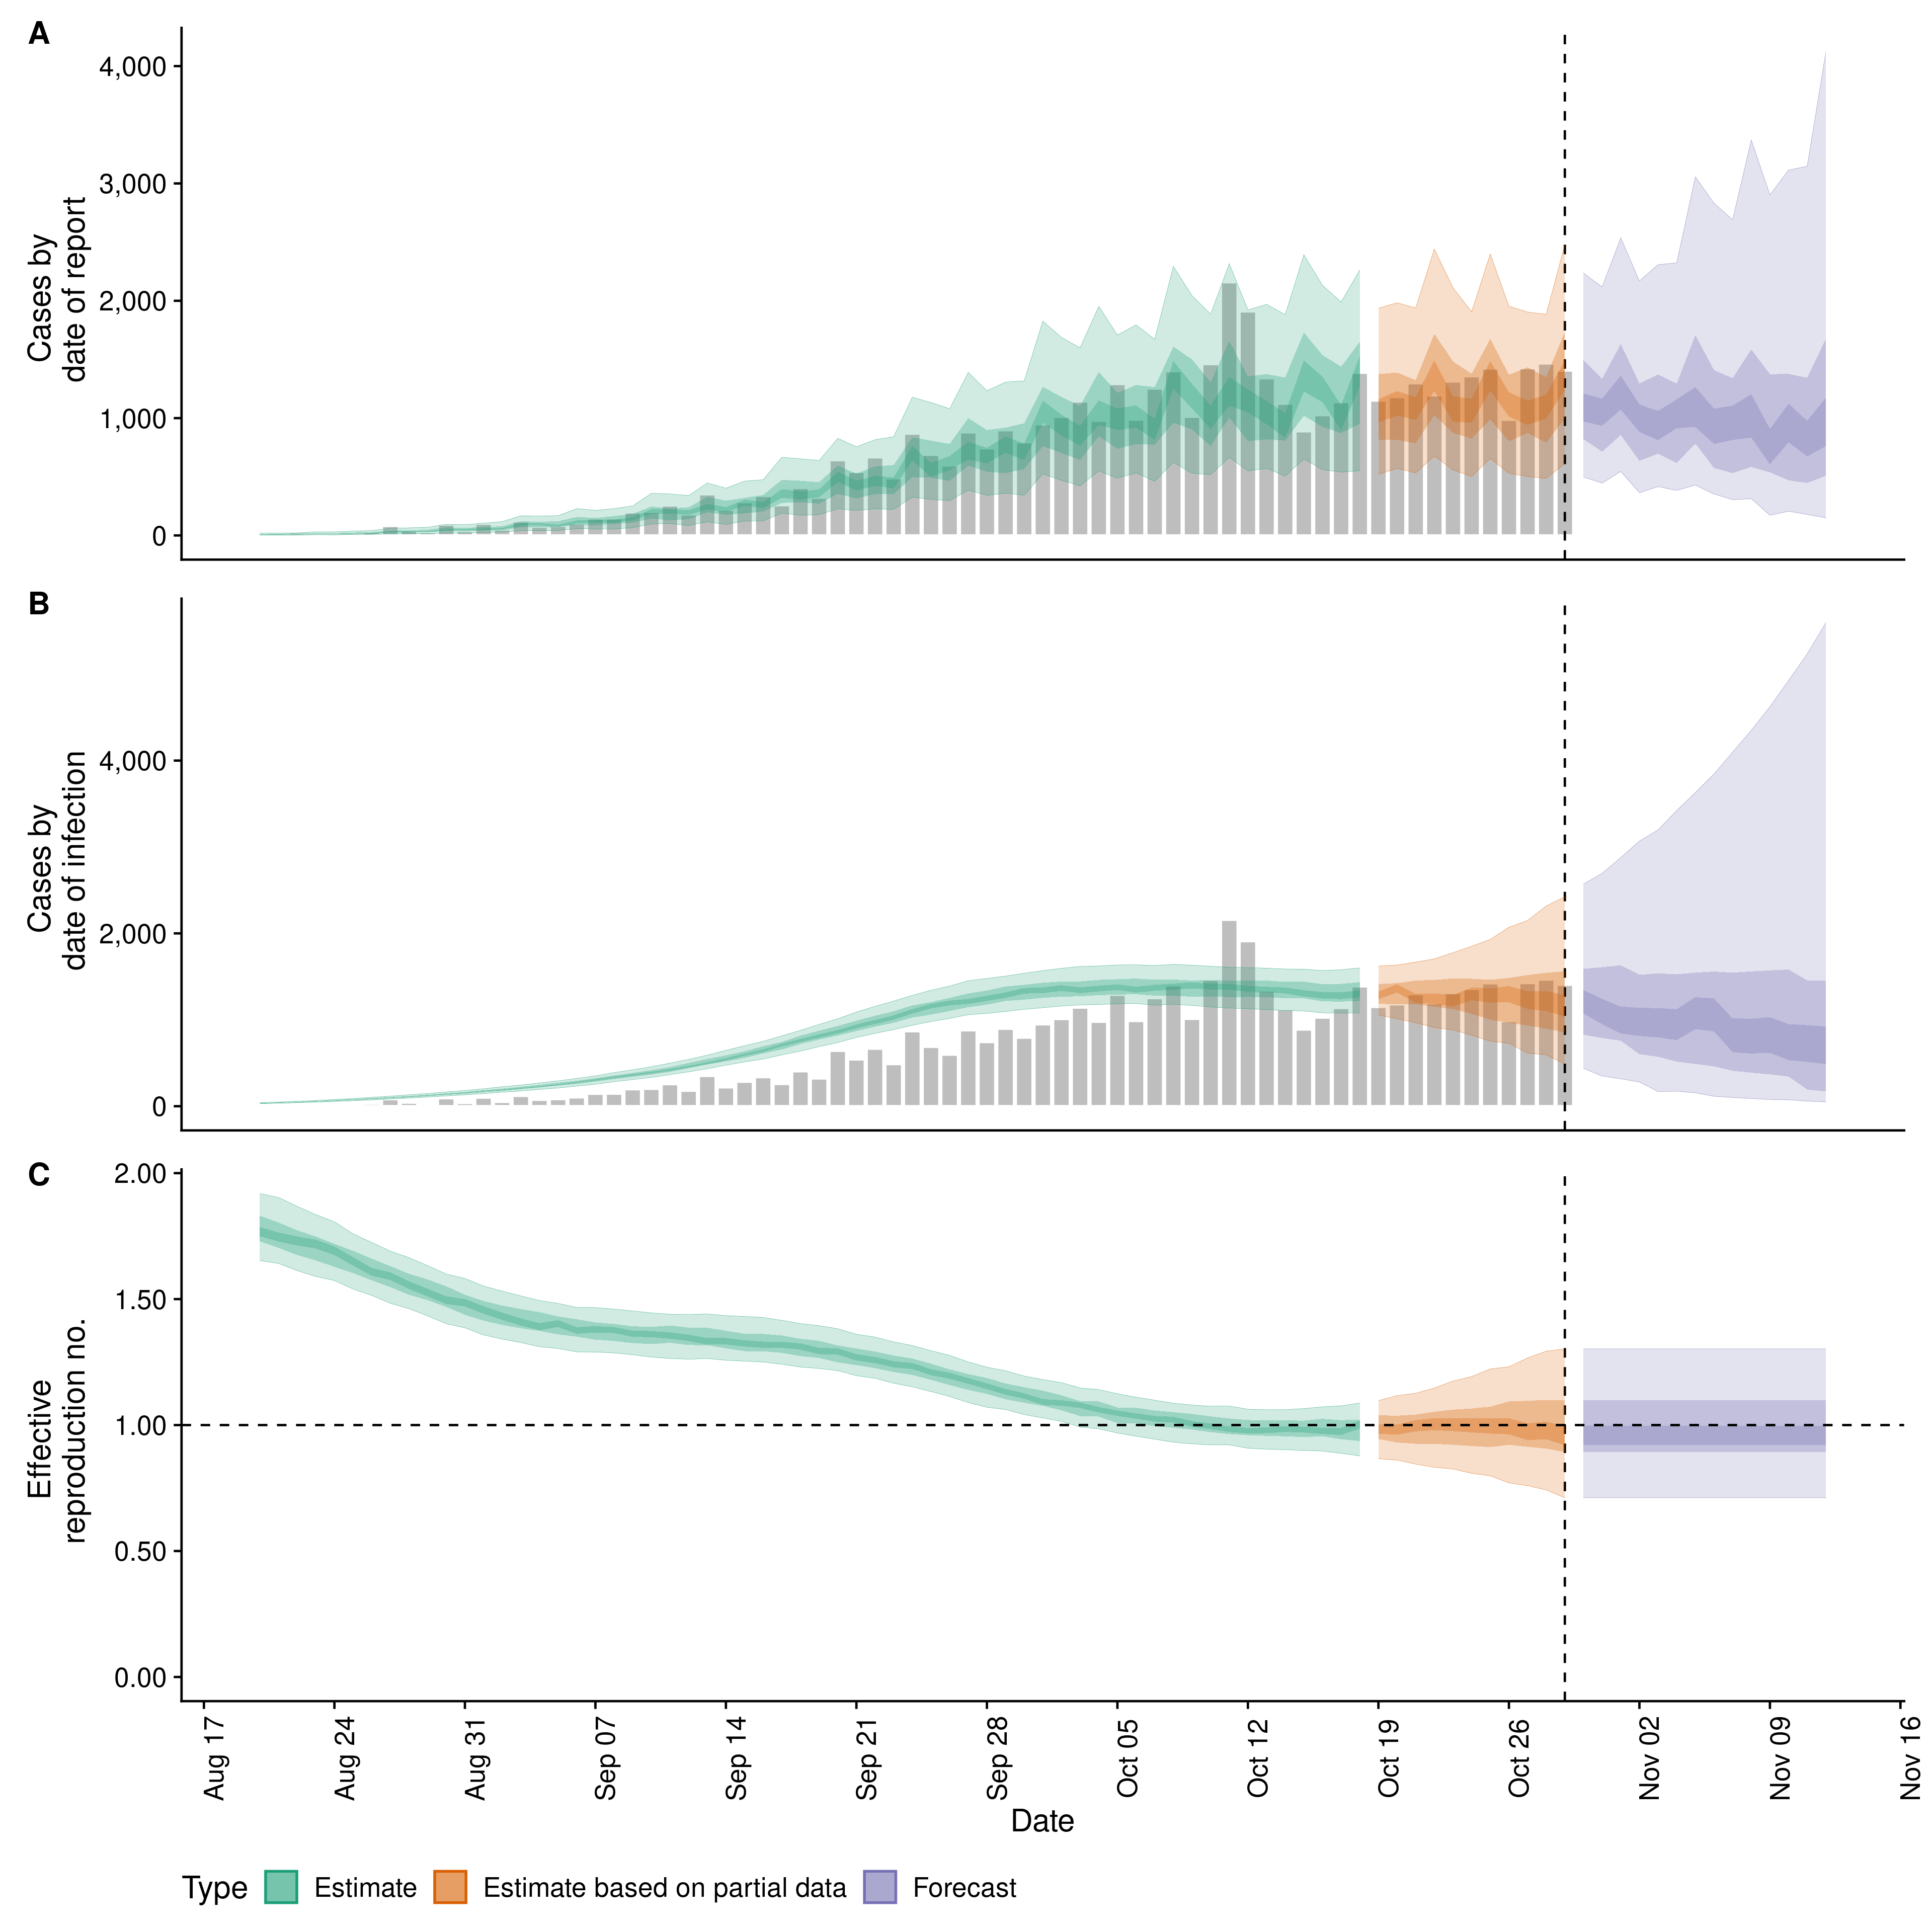 A
Cases by
date of report
4,000
3,000
2,000
1,000
0
B
Cases by
date of infection
4,000
2,000
0
C
Effective
reproduction no.
2.00
1.50
1.00
0.50
0.00
Aug 17
Aug 24
Aug 31
Sep 07
Sep 14
Sep 21
Sep 28
Oct 05
Oct 12
Oct 19
Oct 26
Nov 02
Nov 09
Nov 16
Date
Type Estimate Estimate based on partial data Forecast